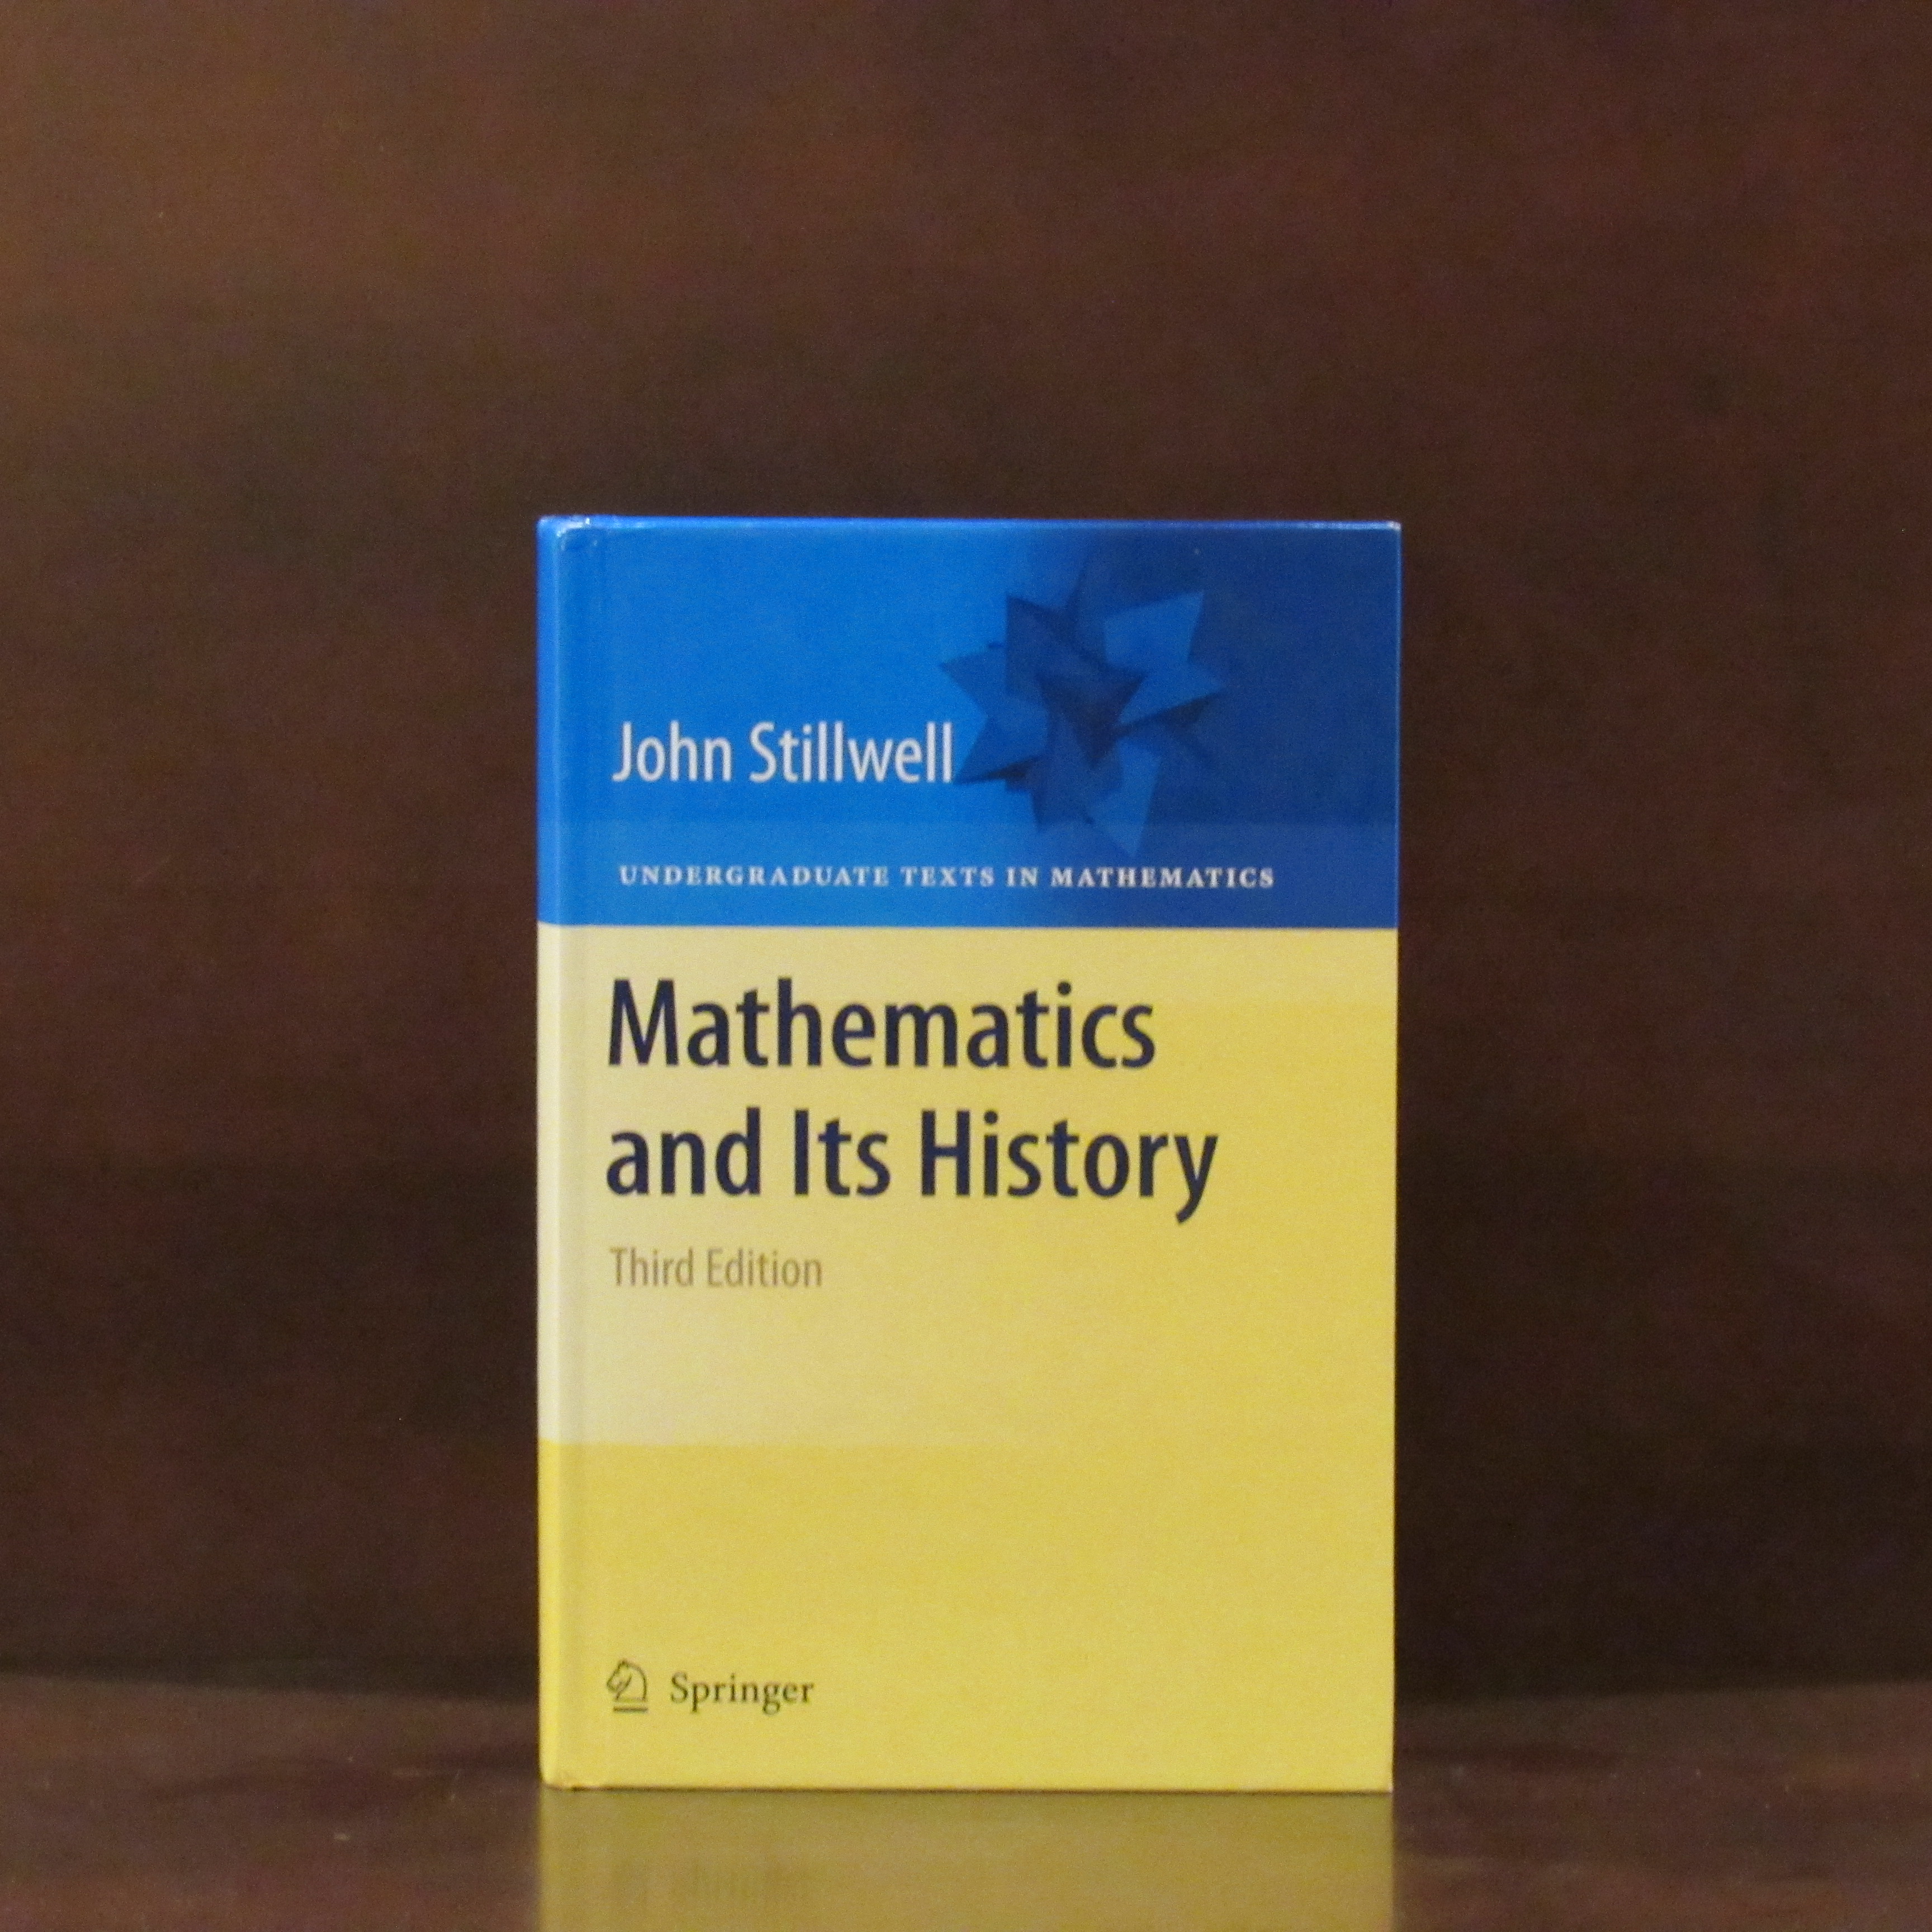 John Stillwell
UNDERGRADUATE TEXTS IN MATHEMATICS
Mathematics
and Its History
Third Edition
Springer